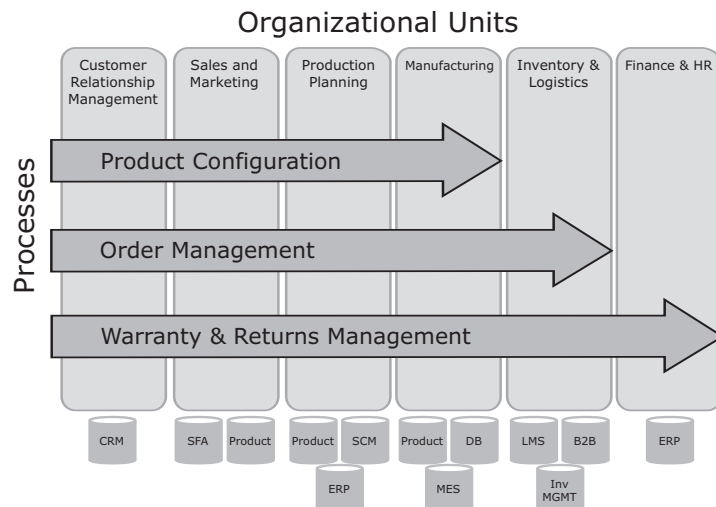 Organizational Units
Customer
Relationship
Management
Sales and
Marketing
Production
Planning
Manufacturing
Inventory &
Logistics
Finance & HR
Processes
Product Configuration
Order Management
Warranty & Returns Management
CRM
SFA
Product
Product
SCM
Product
DB
LMS
B2B
ERP
ERP
MES
Inv
MGMT